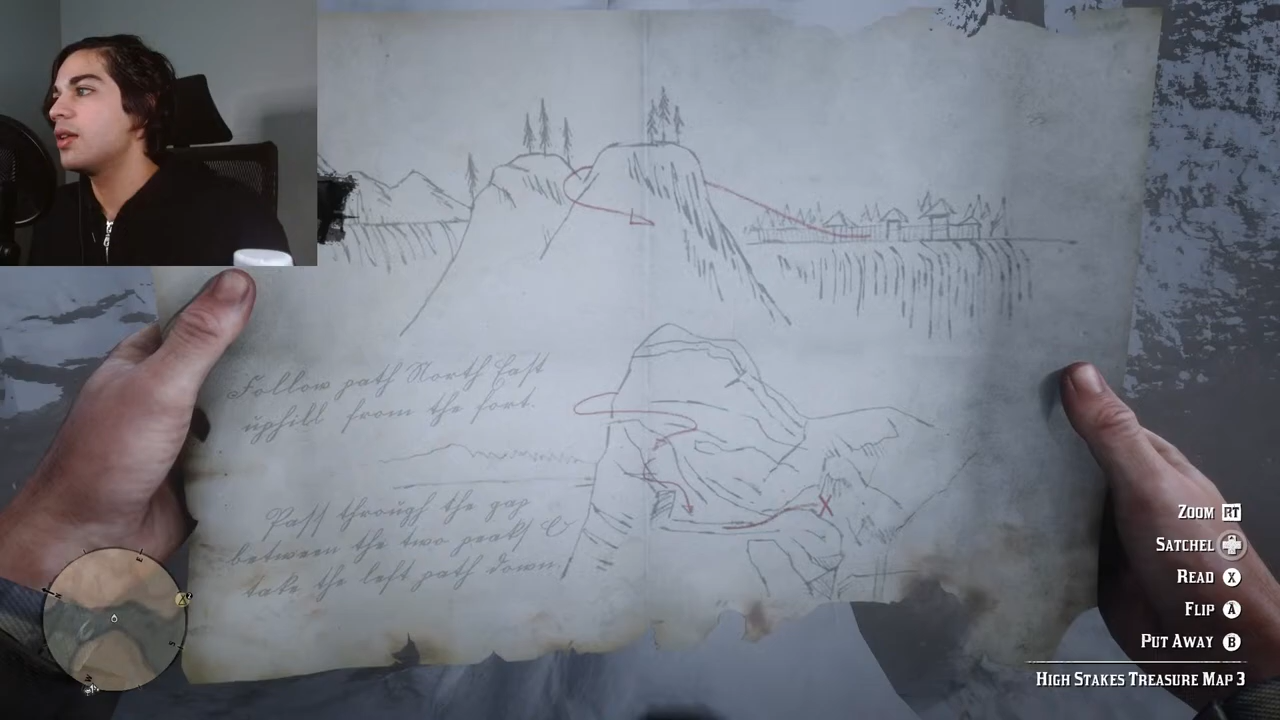 Follow path North East
uphill from the fort.
Pass through the gap
between the two peaks &
take the left path down.
ZOOM RT
SATCHEL
READ X
FLIP A
PUT AWAY B
HIGH STAKES TREASURE MAP 3